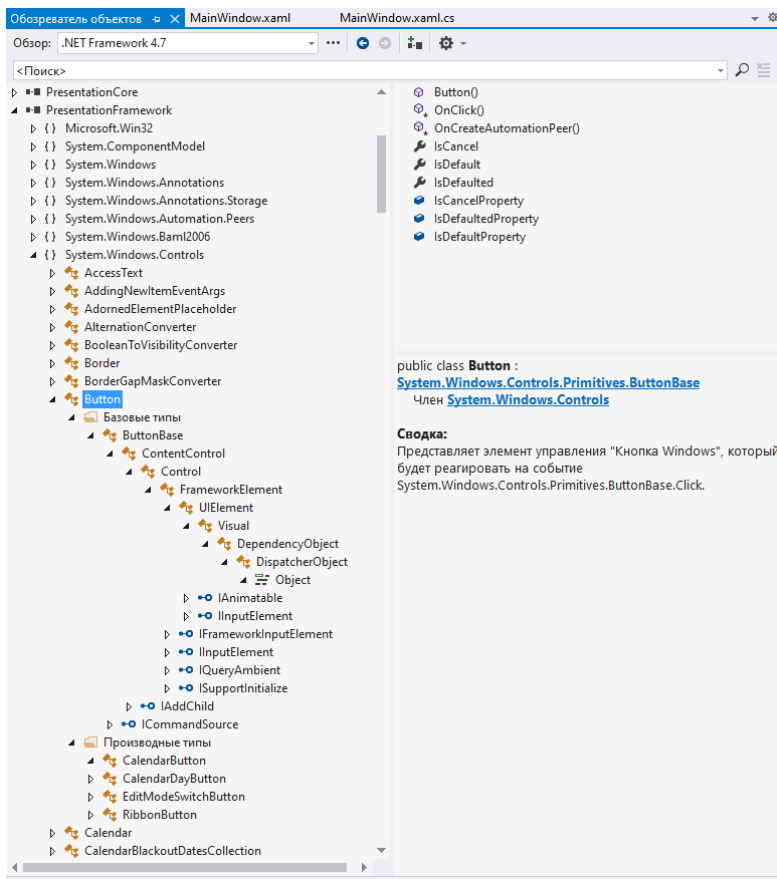 Обозреватель объектов
MainWindow.xaml
MainWindow.xaml.cs
Обзор: .NET Framework 4.7
<Поиск>
PresentationCore
PresentationFramework
{ } Microsoft.Win32
{ } System.ComponentModel
{ } System.Windows
{ } System.Windows.Annotations
{ } System.Windows.Annotations.Storage
{ } System.Windows.Automation.Peers
{ } System.Windows.Baml2006
{ } System.Windows.Controls
AccessText
AddingNewItemEventArgs
AdornedElementPlaceholder
AlternationConverter
BooleanToVisibilityConverter
Border
BorderGapMaskConverter
Button
Базовые типы
ButtonBase
ContentControl
Control
FrameworkElement
UIElement
Visual
DependencyObject
DispatcherObject
Object
IAnimatable
IInputElement
IFrameworkInputElement
IInputElement
IQueryAmbient
ISupportInitialize
IAddChild
ICommandSource
Производные типы
CalendarButton
CalendarDayButton
EditModeSwitchButton
RibbonButton
Calendar
CalendarBlackoutDatesCollection
Button()
OnClick()
OnCreateAutomationPeer()
IsCancel
IsDefault
IsDefaulted
IsCancelProperty
IsDefaultedProperty
IsDefaultProperty
public class Button :
System.Windows.Controls.Primitives.ButtonBase
Член System.Windows.Controls
Сводка:
Представляет элемент управления "Кнопка Windows", который
будет реагировать на событие
System.Windows.Controls.Primitives.ButtonBase.Click.